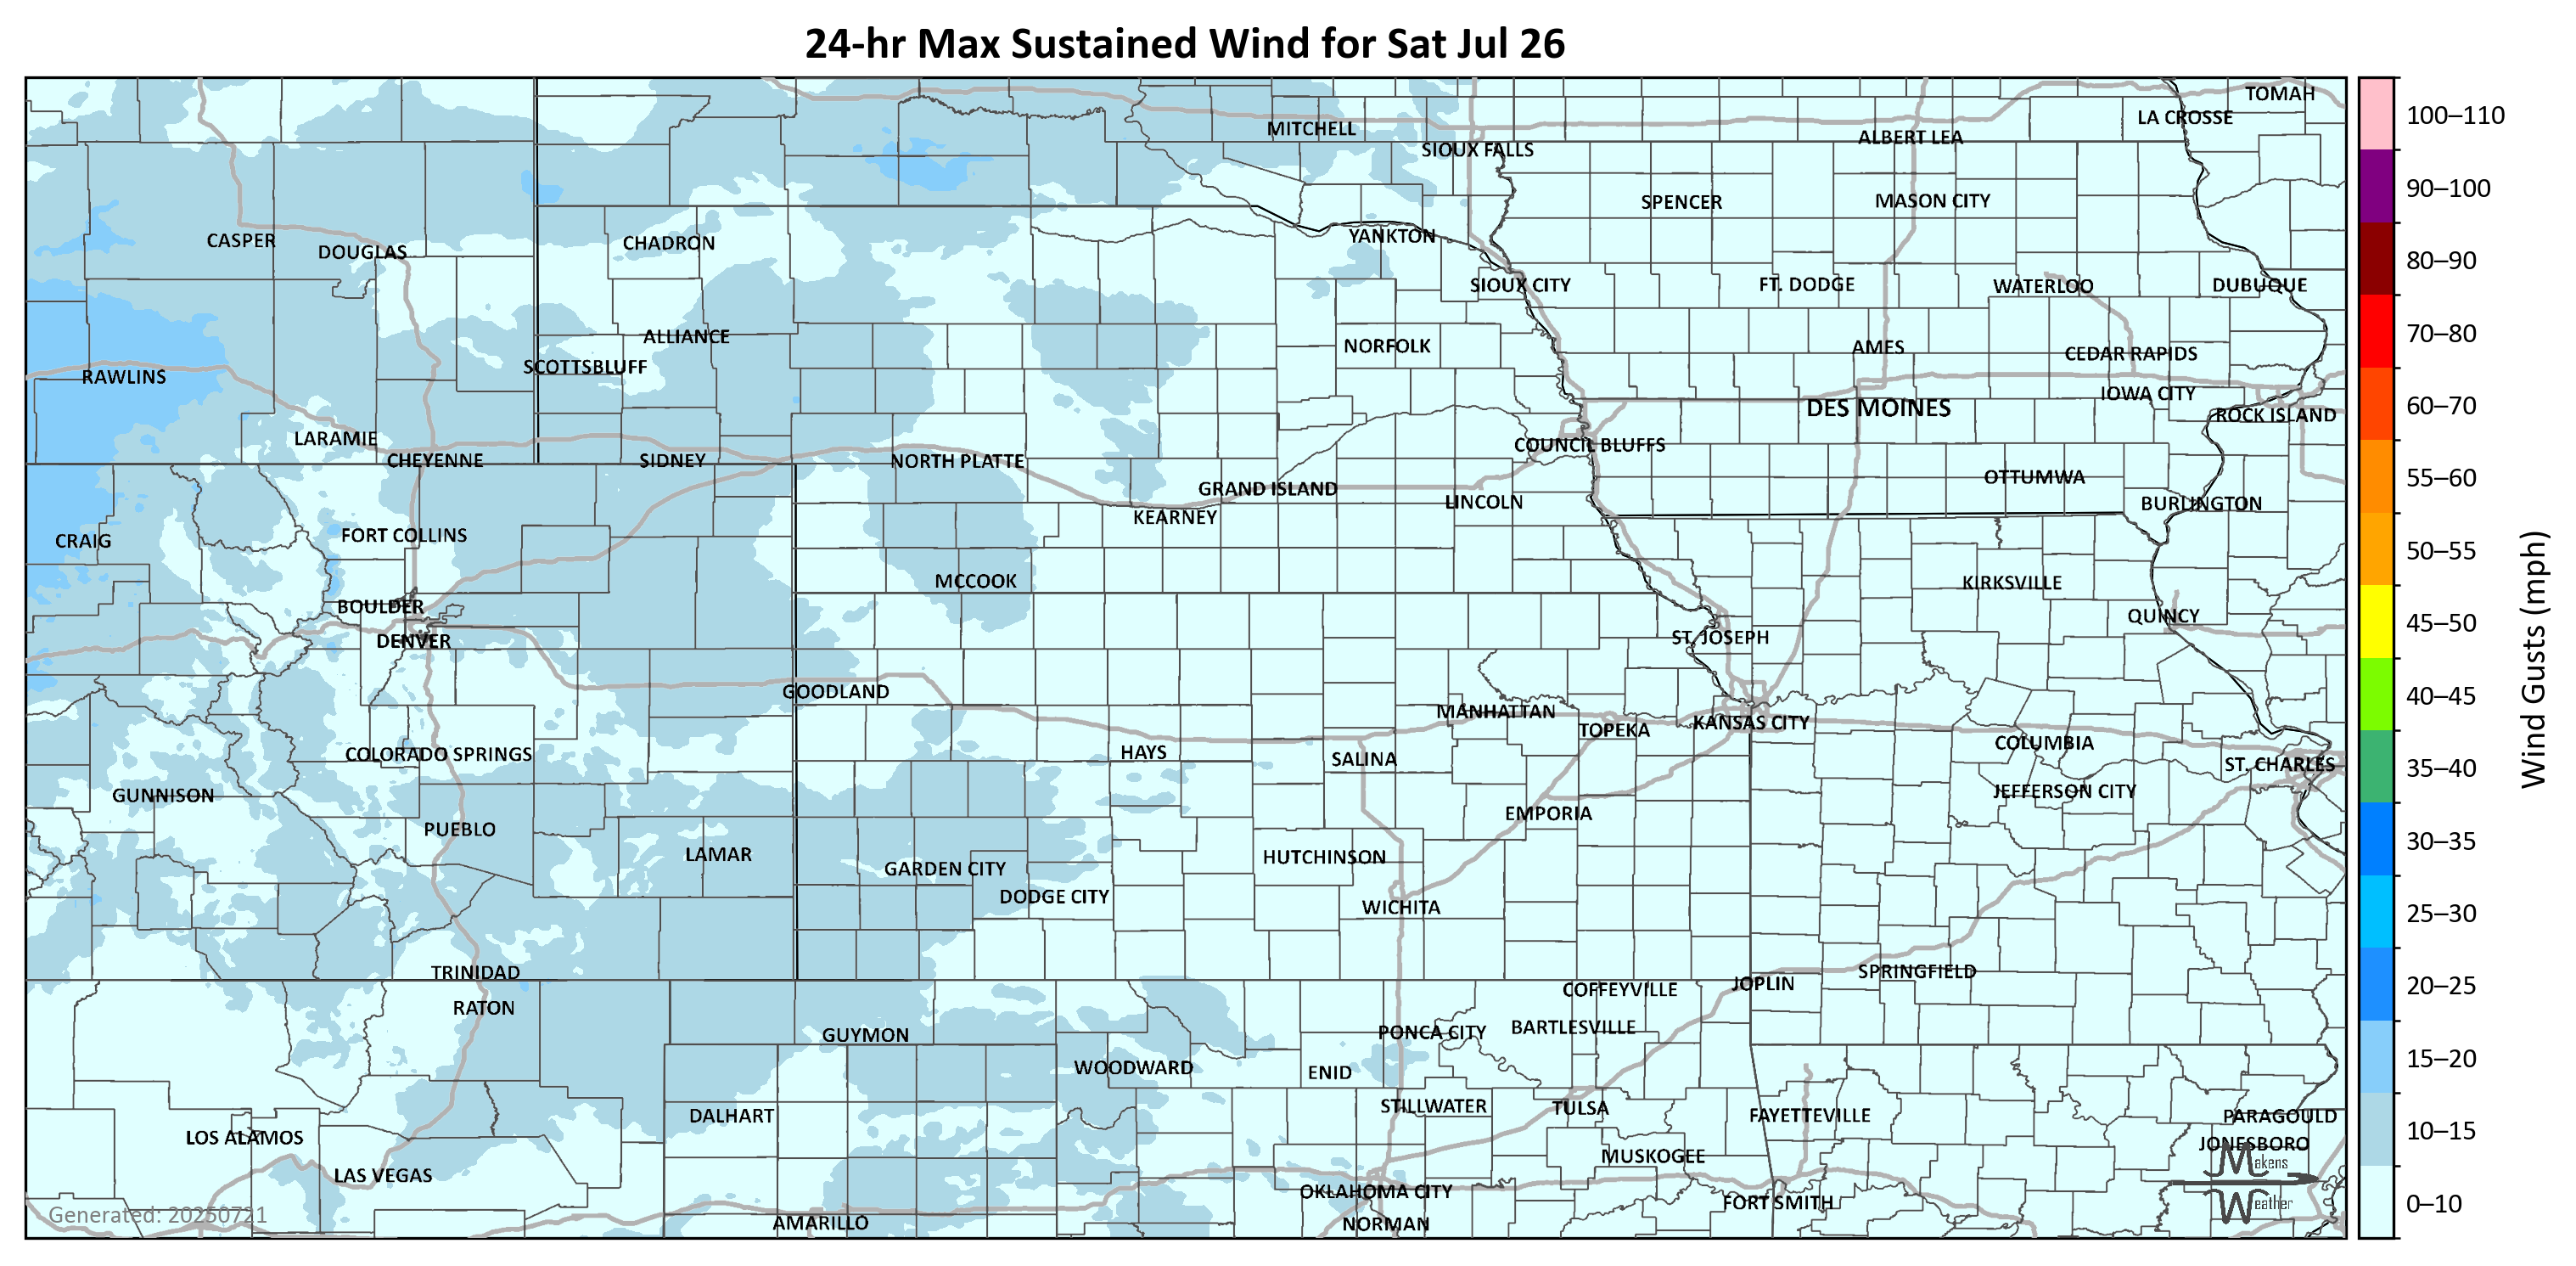 24-hr Max Sustained Wind for Sat Jul 26
TOMAH
LA CROSSE
MITCHELL
ALBERT LEA
SIOUX FALLS
SPENCER
MASON CITY
CASPER
DOUGLAS
CHADRON
YANKTON
SIOUX CITY
FT. DODGE
WATERLOO
DUBUQUE
ALLIANCE
NORFOLK
AMES
CEDAR RAPIDS
SCOTTSBLUFF
RAWLINS
IOWA CITY
DES MOINES
ROCK ISLAND
LARAMIE
COUNCIL BLUFFS
CHEYENNE
SIDNEY
NORTH PLATTE
OTTUMWA
GRAND ISLAND
LINCOLN
BURLINGTON
KEARNEY
FORT COLLINS
CRAIG
MCCOOK
KIRKSVILLE
BOULDER
QUINCY
DENVER
ST. JOSEPH
GOODLAND
MANHATTAN
TOPEKA
KANSAS CITY
COLUMBIA
COLORADO SPRINGS
HAYS
SALINA
ST. CHARLES
GUNNISON
JEFFERSON CITY
EMPORIA
PUEBLO
LAMAR
HUTCHINSON
GARDEN CITY
DODGE CITY
WICHITA
TRINIDAD
SPRINGFIELD
JOPLIN
COFFEYVILLE
RATON
GUYMON
PONCA CITY
BARTLESVILLE
WOODWARD
ENID
STILLWATER
TULSA
DALHART
FAYETTEVILLE
PARAGOULD
LOS ALAMOS
JONESBORO
MUSKOGEE
LAS VEGAS
OKLAHOMA CITY
FORT SMITH
AMARILLO
NORMAN
Generated: 20250721
Makens
Weather
100–110
90–100
80–90
70–80
60–70
55–60
50–55
45–50
40–45
35–40
30–35
25–30
20–25
15–20
10–15
0–10
Wind Gusts (mph)